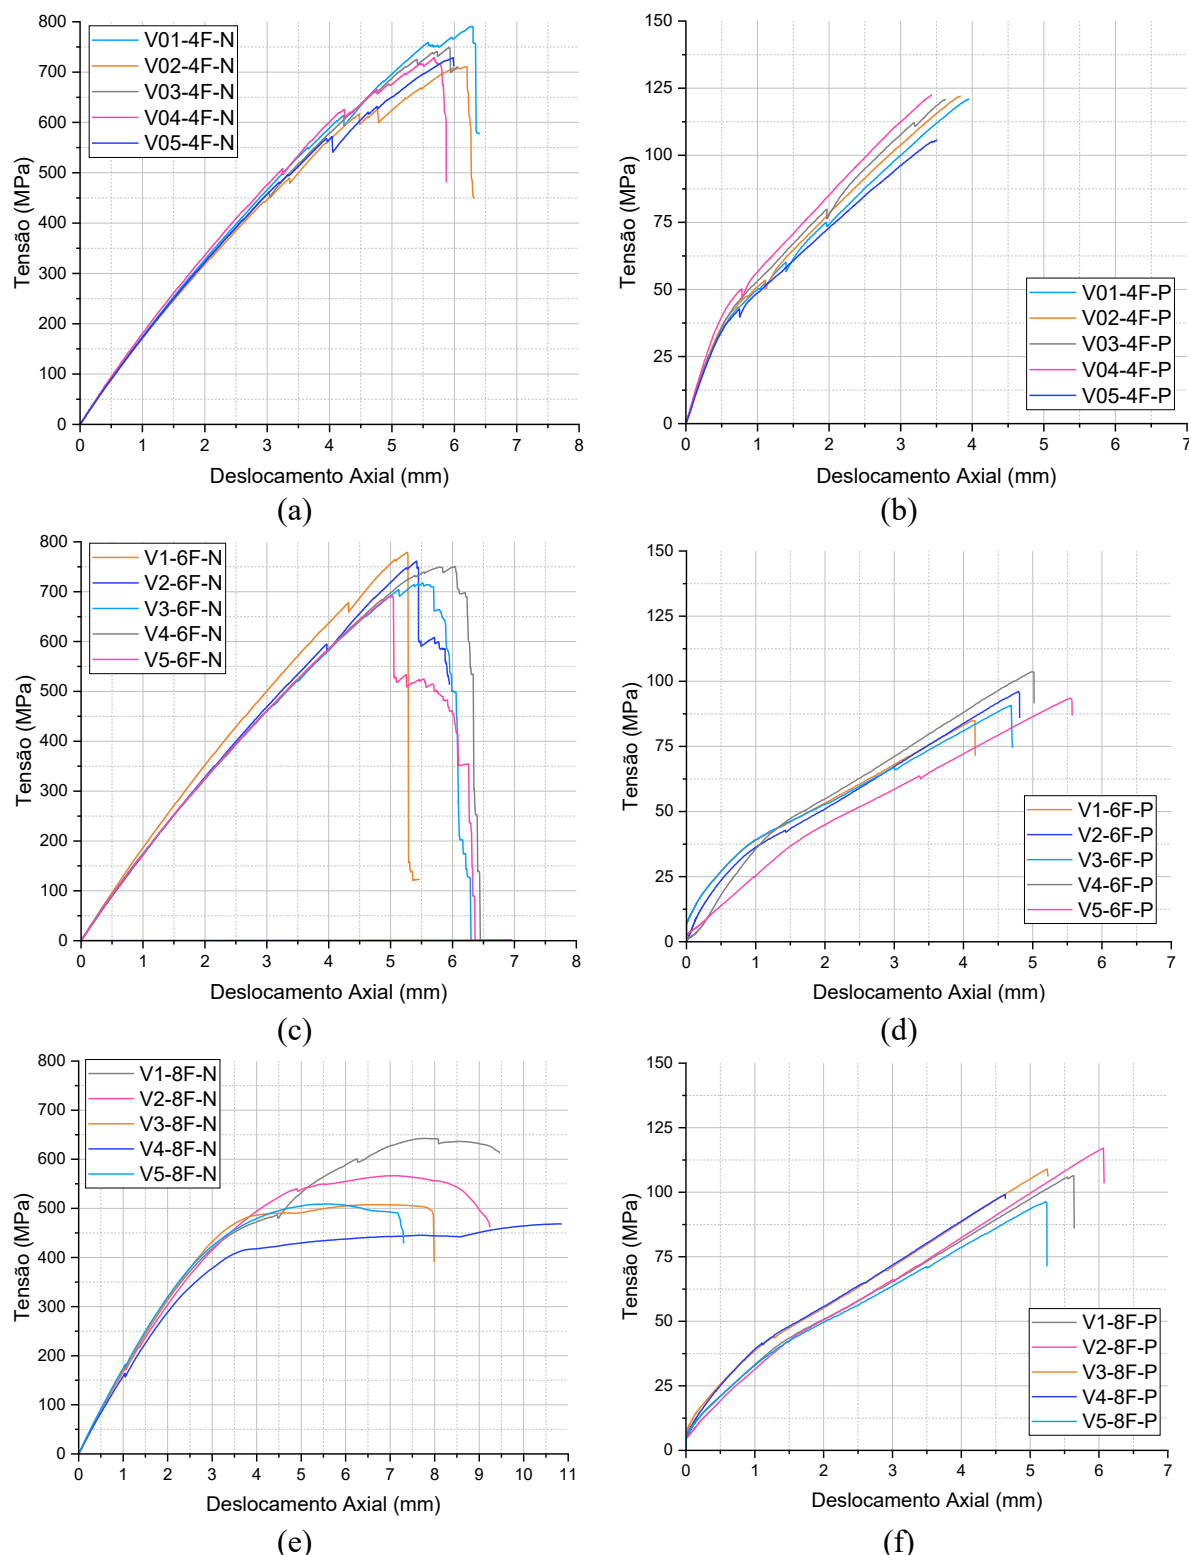 800
700
600
500
400
300
200
100
0
Tensão (MPa)
V01-4F-N
V02-4F-N
V03-4F-N
V04-4F-N
V05-4F-N
0 1 2 3 4 5 6 7 8
Deslocamento Axial (mm)
(a)
150
125
100
75
50
25
0
Tensão (MPa)
V01-4F-P
V02-4F-P
V03-4F-P
V04-4F-P
V05-4F-P
0 1 2 3 4 5 6 7
Deslocamento Axial (mm)
(b)
800
700
600
500
400
300
200
100
0
Tensão (MPa)
V1-6F-N
V2-6F-N
V3-6F-N
V4-6F-N
V5-6F-N
0 1 2 3 4 5 6 7 8
Deslocamento Axial (mm)
(c)
150
125
100
75
50
25
0
Tensão (MPa)
V1-6F-P
V2-6F-P
V3-6F-P
V4-6F-P
V5-6F-P
0 1 2 3 4 5 6 7
Deslocamento Axial (mm)
(d)
800
700
600
500
400
300
200
100
0
Tensão (MPa)
V1-8F-N
V2-8F-N
V3-8F-N
V4-8F-N
V5-8F-N
0 1 2 3 4 5 6 7 8 9 10 11
Deslocamento Axial (mm)
(e)
150
125
100
75
50
25
0
Tensão (MPa)
V1-8F-P
V2-8F-P
V3-8F-P
V4-8F-P
V5-8F-P
0 1 2 3 4 5 6 7
Deslocamento Axial (mm)
(f)